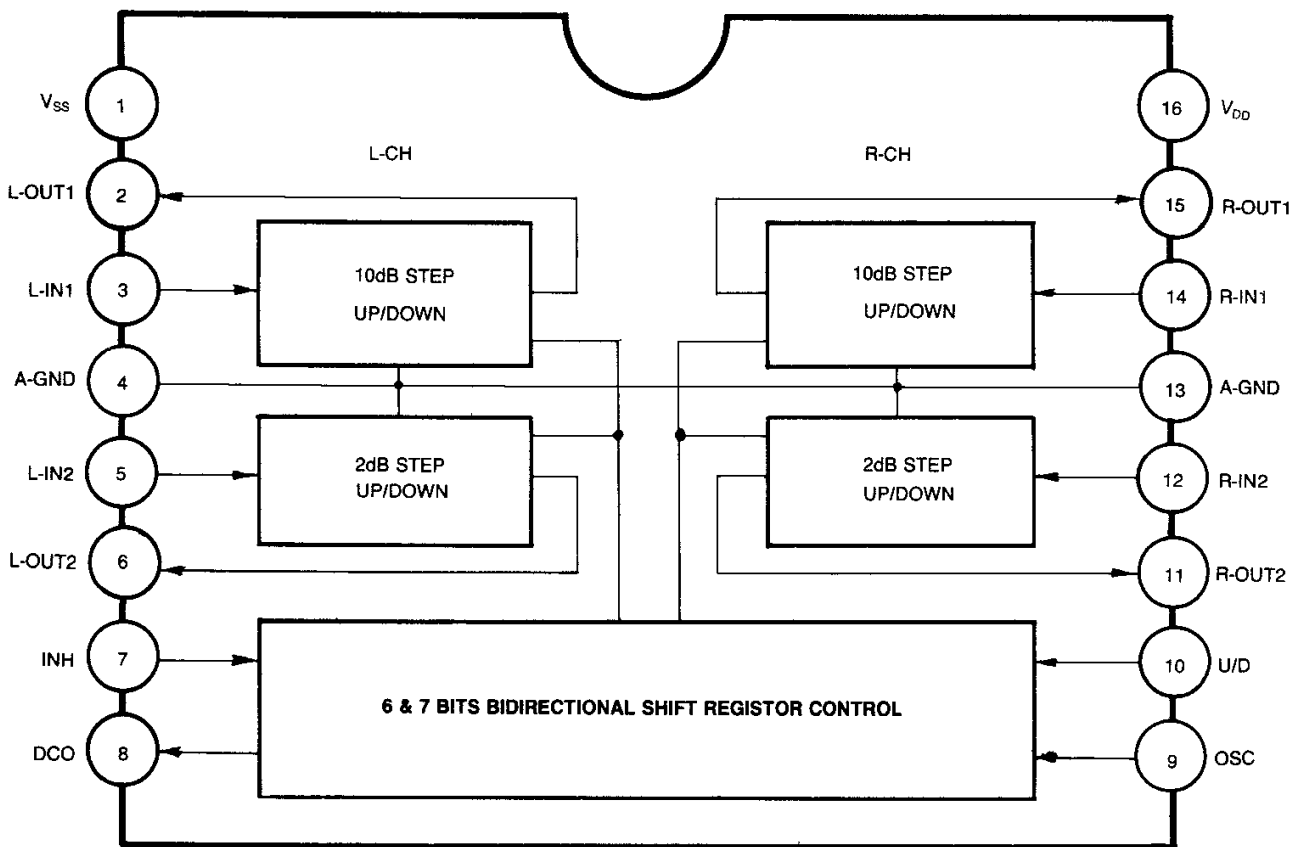 V_SS 1
16 V_DD
L-CH
R-CH
L-OUT1 2
15 R-OUT1
10dB STEP
UP/DOWN
10dB STEP
UP/DOWN
L-IN1 3
14 R-IN1
A-GND 4
13 A-GND
L-IN2 5
2dB STEP
UP/DOWN
2dB STEP
UP/DOWN
12 R-IN2
L-OUT2 6
11 R-OUT2
INH 7
10 U/D
6 & 7 BITS BIDIRECTIONAL SHIFT REGISTOR CONTROL
DCO 8
9 OSC